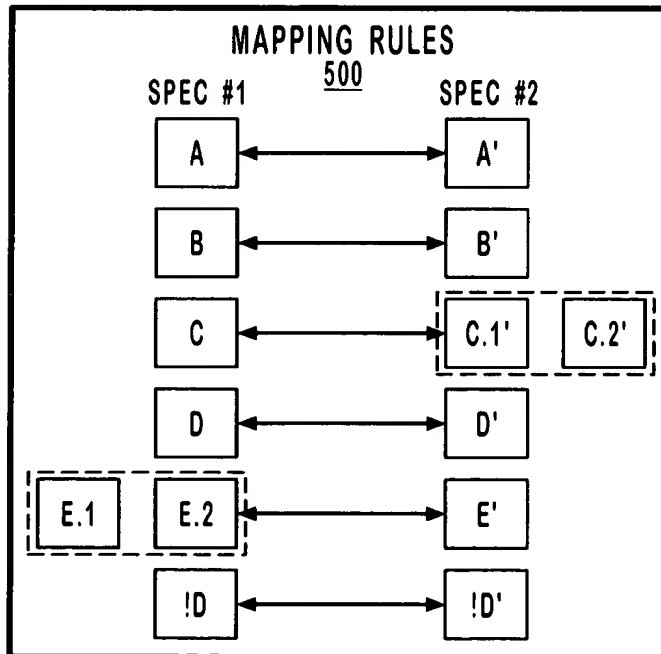 MAPPING RULES
500
SPEC #1 SPEC #2
A A'
B B'
C C.1' C.2'
D D'
E.1 E.2 E'
!D !D'